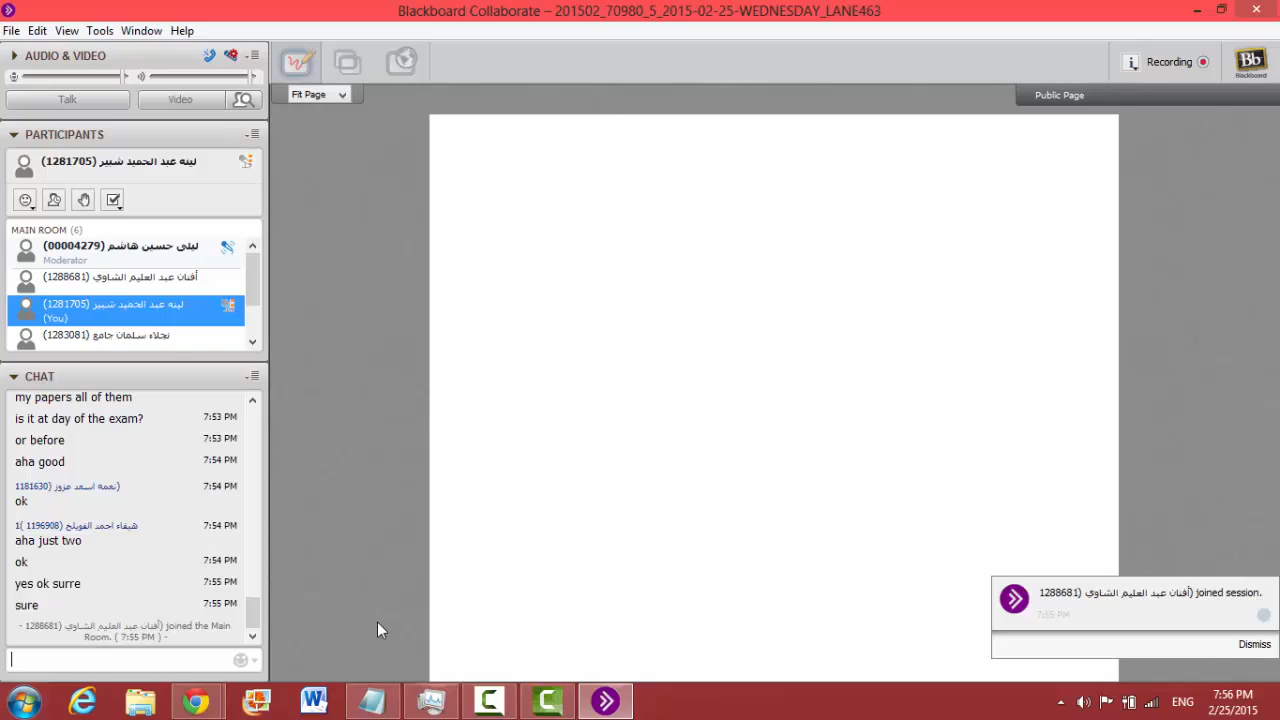 Blackboard Collaborate – 201502_70980_5_2015-02-25-WEDNESDAY_LANE463
File Edit View Tools Window Help
AUDIO & VIDEO
Talk Video
PARTICIPANTS
لينه عبد الحميد شبير (1281705)
MAIN ROOM (6)
ليلى حسين هاشم (00004279)
Moderator
أفنان عبد العليم الشاوي (1288681)
لينه عبد الحميد شبير (1281705)
(You)
نجلاء سلمان جامع (1283081)
CHAT
my papers all of them
is it at day of the exam? 7:53 PM
or before 7:53 PM
aha good 7:54 PM
1181630) نعمه اسعد عزوز) 7:54 PM
ok
هيفاء احمد الفويلح (1196908 )1 7:54 PM
aha just two
ok 7:54 PM
yes ok surre 7:55 PM
sure 7:55 PM
- 1288681) أفنان عبد العليم الشاوي) joined the Main
Room. ( 7:55 PM ) -
Fit Page
Public Page
Recording
Bb
Blackboard
1288681) أفنان عبد العليم الشاوي) joined session.
7:55 PM
Dismiss
ENG
7:56 PM
2/25/2015